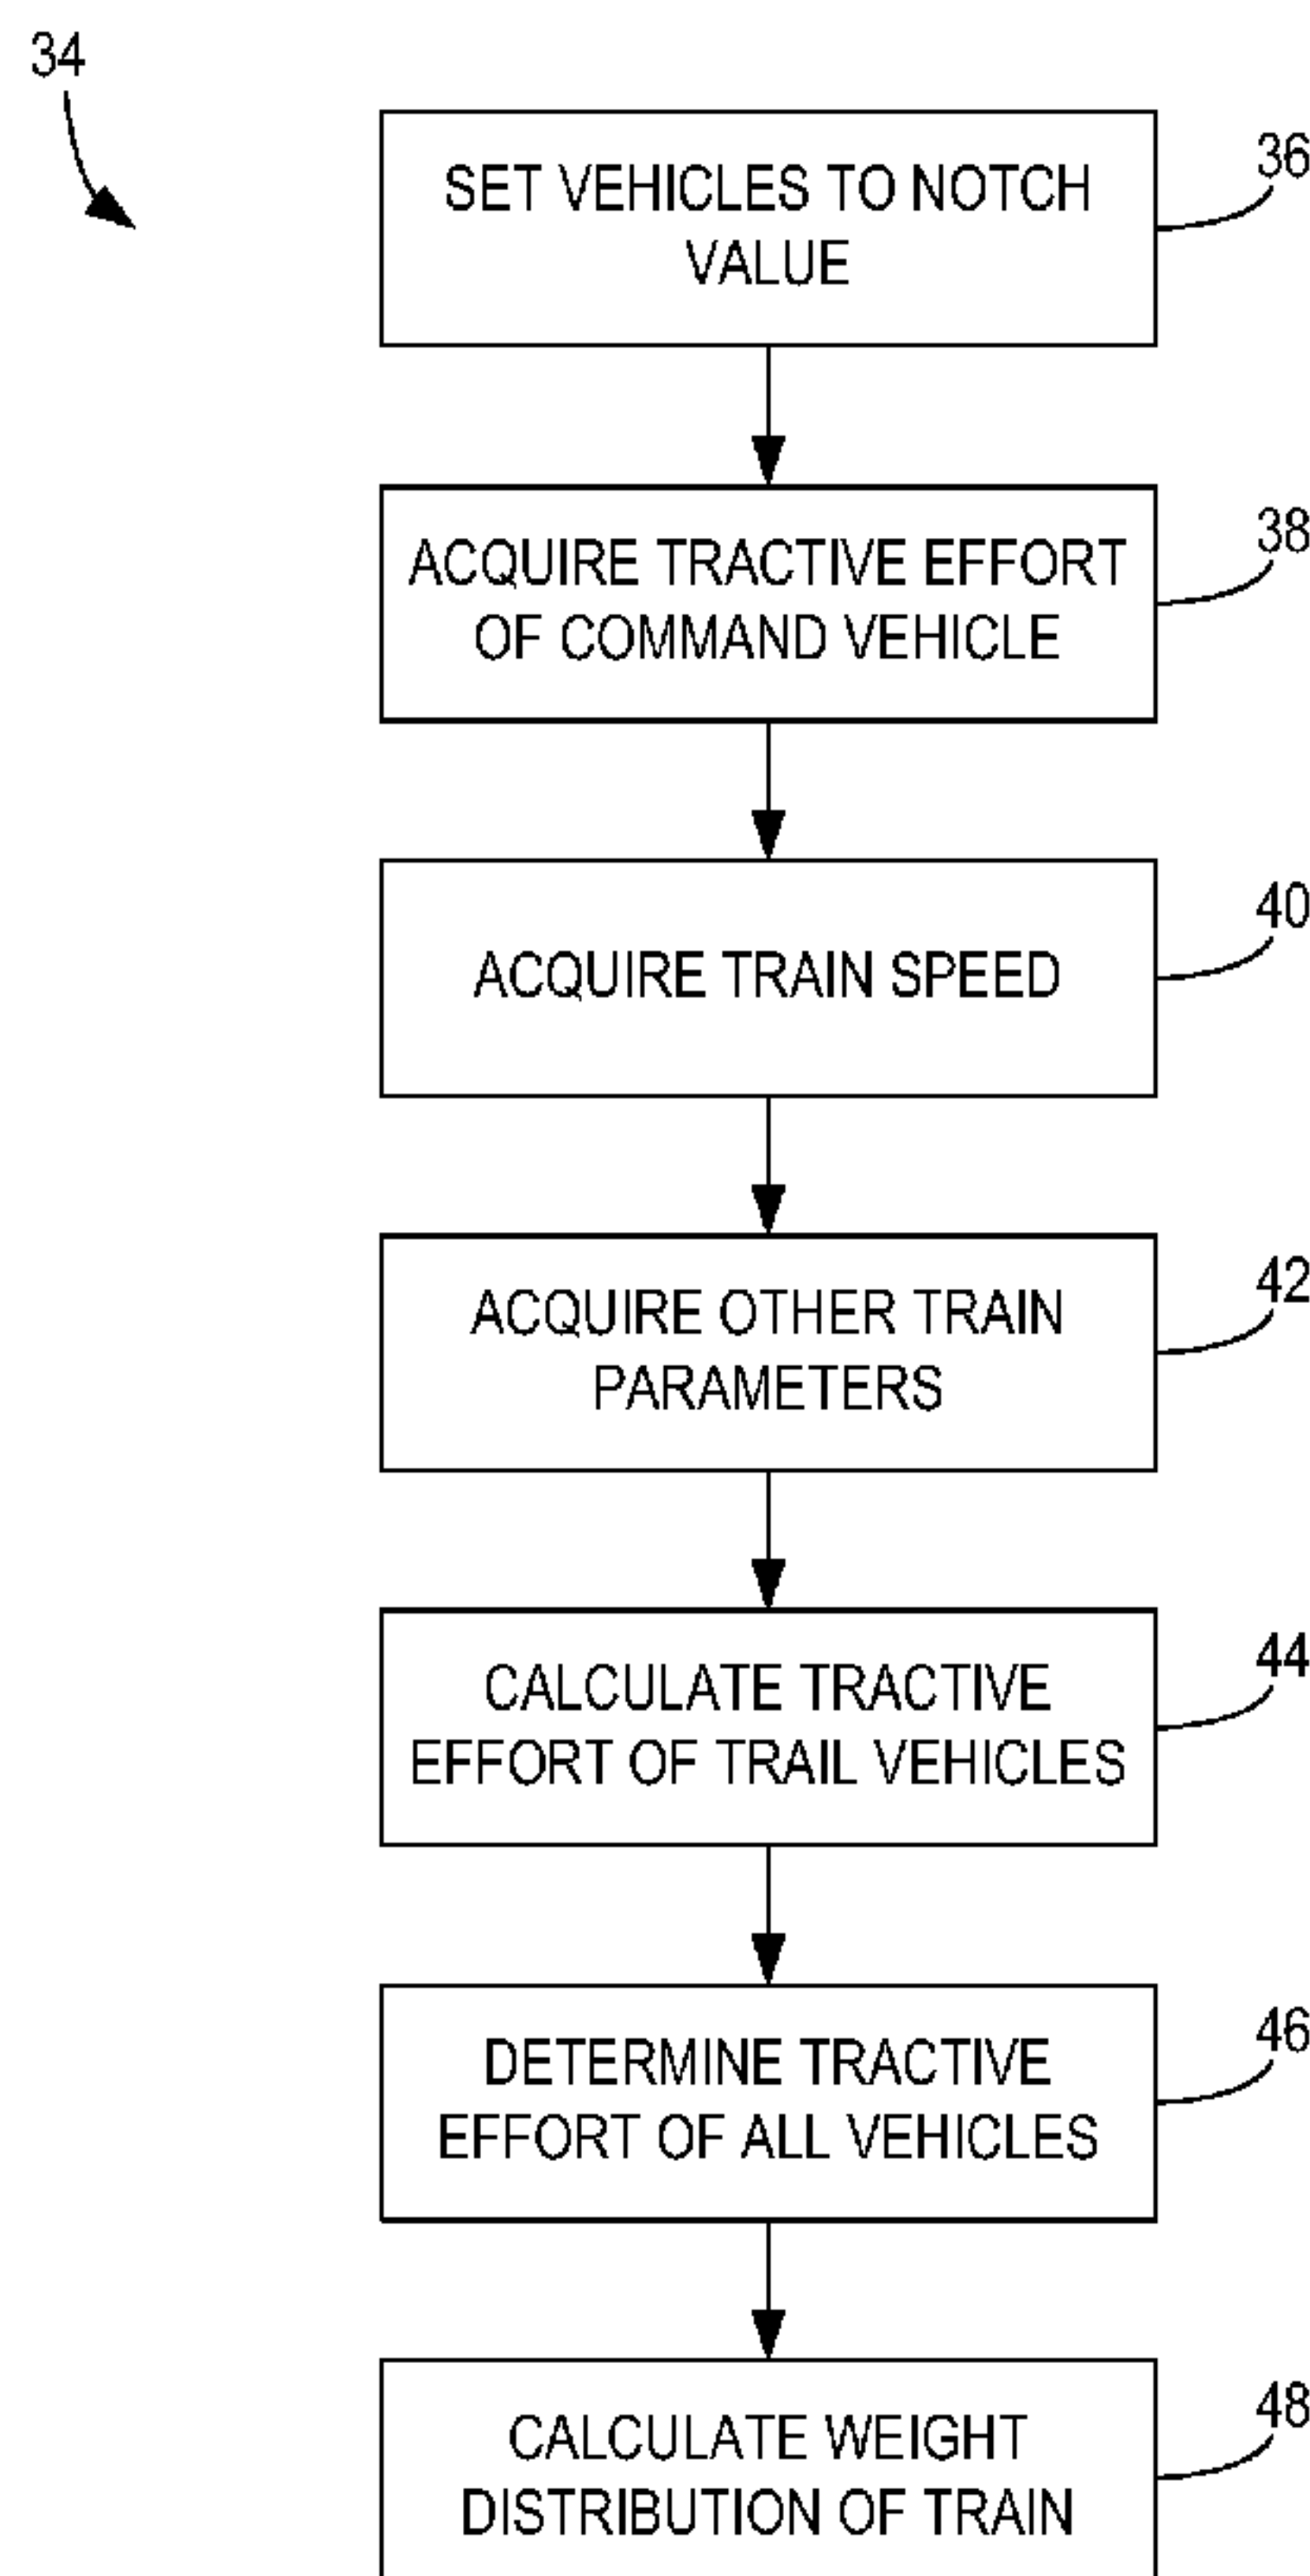 34
SET VEHICLES TO NOTCH
VALUE
36
ACQUIRE TRACTIVE EFFORT
OF COMMAND VEHICLE
38
ACQUIRE TRAIN SPEED
40
ACQUIRE OTHER TRAIN
PARAMETERS
42
CALCULATE TRACTIVE
EFFORT OF TRAIL VEHICLES
44
DETERMINE TRACTIVE
EFFORT OF ALL VEHICLES
46
CALCULATE WEIGHT
DISTRIBUTION OF TRAIN
48